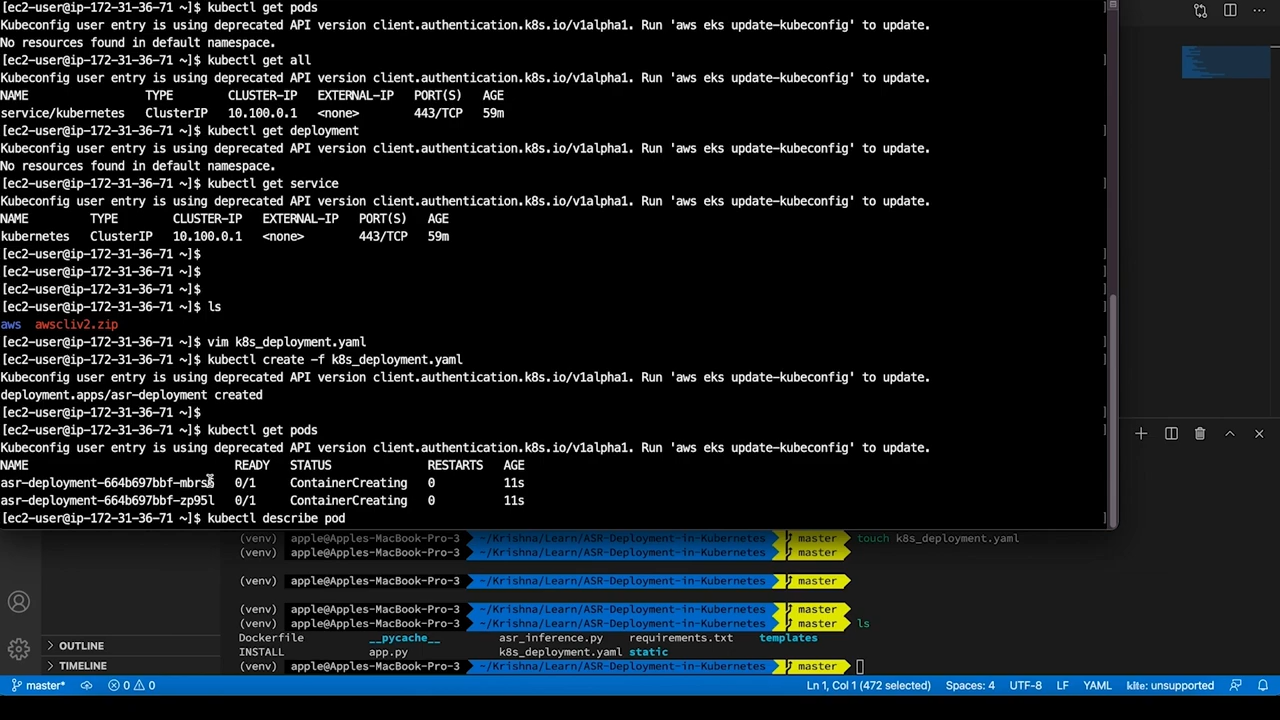 [ec2-user@ip-172-31-36-71 ~]$ kubectl get pods
Kubeconfig user entry is using deprecated API version client.authentication.k8s.io/v1alpha1. Run 'aws eks update-kubeconfig' to update.
No resources found in default namespace.
[ec2-user@ip-172-31-36-71 ~]$ kubectl get all
Kubeconfig user entry is using deprecated API version client.authentication.k8s.io/v1alpha1. Run 'aws eks update-kubeconfig' to update.
NAME TYPE CLUSTER-IP EXTERNAL-IP PORT(S) AGE
service/kubernetes ClusterIP 10.100.0.1 <none> 443/TCP 59m
[ec2-user@ip-172-31-36-71 ~]$ kubectl get deployment
Kubeconfig user entry is using deprecated API version client.authentication.k8s.io/v1alpha1. Run 'aws eks update-kubeconfig' to update.
No resources found in default namespace.
[ec2-user@ip-172-31-36-71 ~]$ kubectl get service
Kubeconfig user entry is using deprecated API version client.authentication.k8s.io/v1alpha1. Run 'aws eks update-kubeconfig' to update.
NAME TYPE CLUSTER-IP EXTERNAL-IP PORT(S) AGE
kubernetes ClusterIP 10.100.0.1 <none> 443/TCP 59m
[ec2-user@ip-172-31-36-71 ~]$
[ec2-user@ip-172-31-36-71 ~]$
[ec2-user@ip-172-31-36-71 ~]$
[ec2-user@ip-172-31-36-71 ~]$ ls
aws awscliv2.zip
[ec2-user@ip-172-31-36-71 ~]$ vim k8s_deployment.yaml
[ec2-user@ip-172-31-36-71 ~]$ kubectl create -f k8s_deployment.yaml
Kubeconfig user entry is using deprecated API version client.authentication.k8s.io/v1alpha1. Run 'aws eks update-kubeconfig' to update.
deployment.apps/asr-deployment created
[ec2-user@ip-172-31-36-71 ~]$
[ec2-user@ip-172-31-36-71 ~]$ kubectl get pods
Kubeconfig user entry is using deprecated API version client.authentication.k8s.io/v1alpha1. Run 'aws eks update-kubeconfig' to update.
NAME READY STATUS RESTARTS AGE
0/1 ContainerCreating 0 11s
asr-deployment-664b697bbf-zp95l 0/1 ContainerCreating 0 11s
[ec2-user@ip-172-31-36-71 ~]$ kubectl describe pod
(venv) apple@Apples-MacBook-Pro-3 ~/Krishna/Learn/ASR-Deployment-in-Kubernetes master touch k8s_deployment.yaml
(venv) apple@Apples-MacBook-Pro-3 ~/Krishna/Learn/ASR-Deployment-in-Kubernetes master
(venv) apple@Apples-MacBook-Pro-3 ~/Krishna/Learn/ASR-Deployment-in-Kubernetes master
(venv) apple@Apples-MacBook-Pro-3 ~/Krishna/Learn/ASR-Deployment-in-Kubernetes master
(venv) apple@Apples-MacBook-Pro-3 ~/Krishna/Learn/ASR-Deployment-in-Kubernetes master ls
Dockerfile __pycache__ asr_inference.py requirements.txt templates
INSTALL app.py k8s_deployment.yaml static
(venv) apple@Apples-MacBook-Pro-3 ~/Krishna/Learn/ASR-Deployment-in-Kubernetes master
OUTLINE
TIMELINE
master* 0 0 Ln 1, Col 1 (472 selected) Spaces: 4 UTF-8 LF YAML kite: unsupported